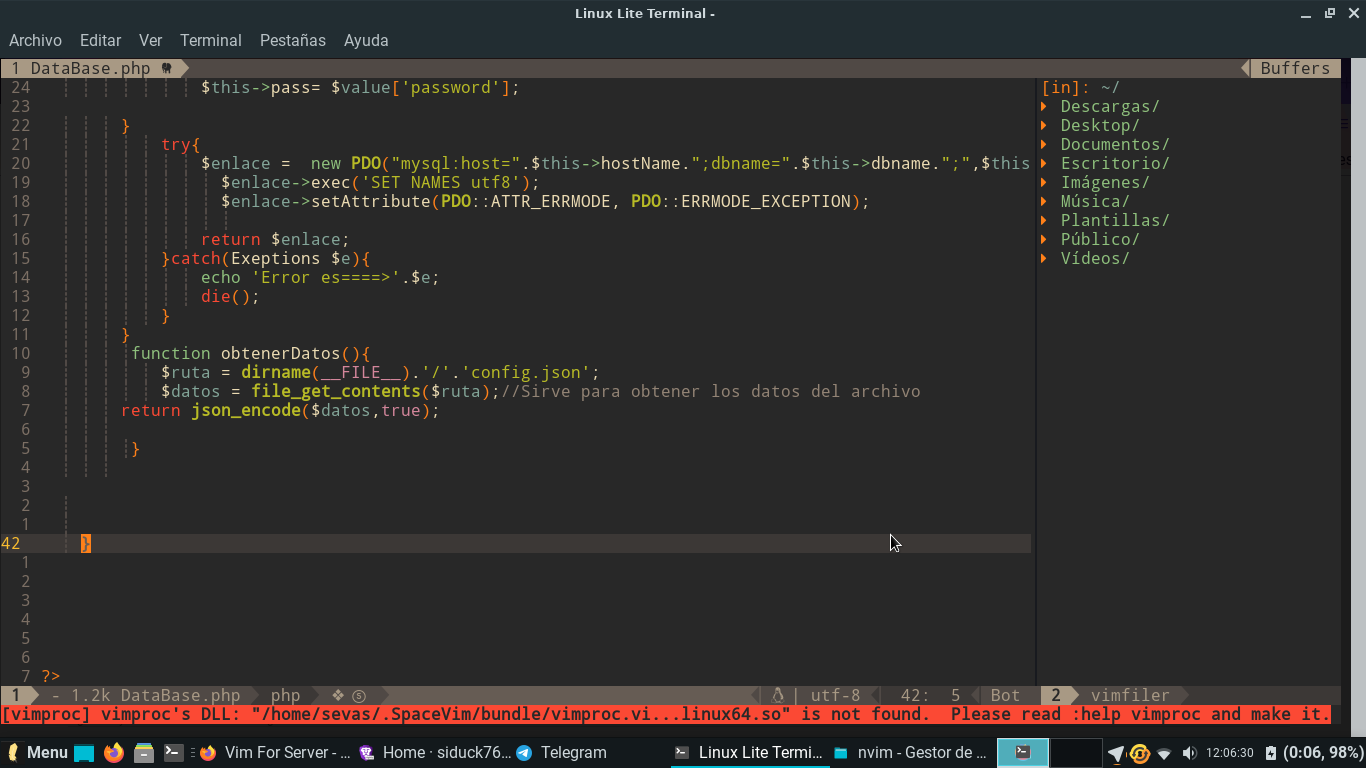 Linux Lite Terminal -
Archivo Editar Ver Terminal Pestañas Ayuda
1 DataBase.php Buffers
24 $this->pass= $value['password']; [in]: ~/
23 Descargas/
22 } Desktop/
21 try{ Documentos/
20 $enlace =  new PDO("mysql:host=".$this->hostName.";dbname=".$this->dbname.";",$this Escritorio/
19 $enlace->exec('SET NAMES utf8'); Imágenes/
18 $enlace->setAttribute(PDO::ATTR_ERRMODE, PDO::ERRMODE_EXCEPTION); Música/
17 Plantillas/
16 return $enlace; Público/
15 }catch(Exeptions $e){ Vídeos/
14 echo 'Error es====>'.$e;
13 die();
12 }
11 }
10 function obtenerDatos(){
9 $ruta = dirname(__FILE__).'/'.'config.json';
8 $datos = file_get_contents($ruta);//Sirve para obtener los datos del archivo
7 return json_encode($datos,true);
6
5 }
4
3
2
1
42 }
1
2
3
4
5
6
7 ?>
1 - 1.2k DataBase.php php | utf-8 42: 5 Bot 2 vimfiler
[vimproc] vimproc's DLL: "/home/sevas/.SpaceVim/bundle/vimproc.vi...linux64.so" is not found.  Please read :help vimproc and make it.
Menu Vim For Server - ... Home · siduck76... Telegram Linux Lite Termi... nvim - Gestor de ... 12:06:30 (0:06, 98%)